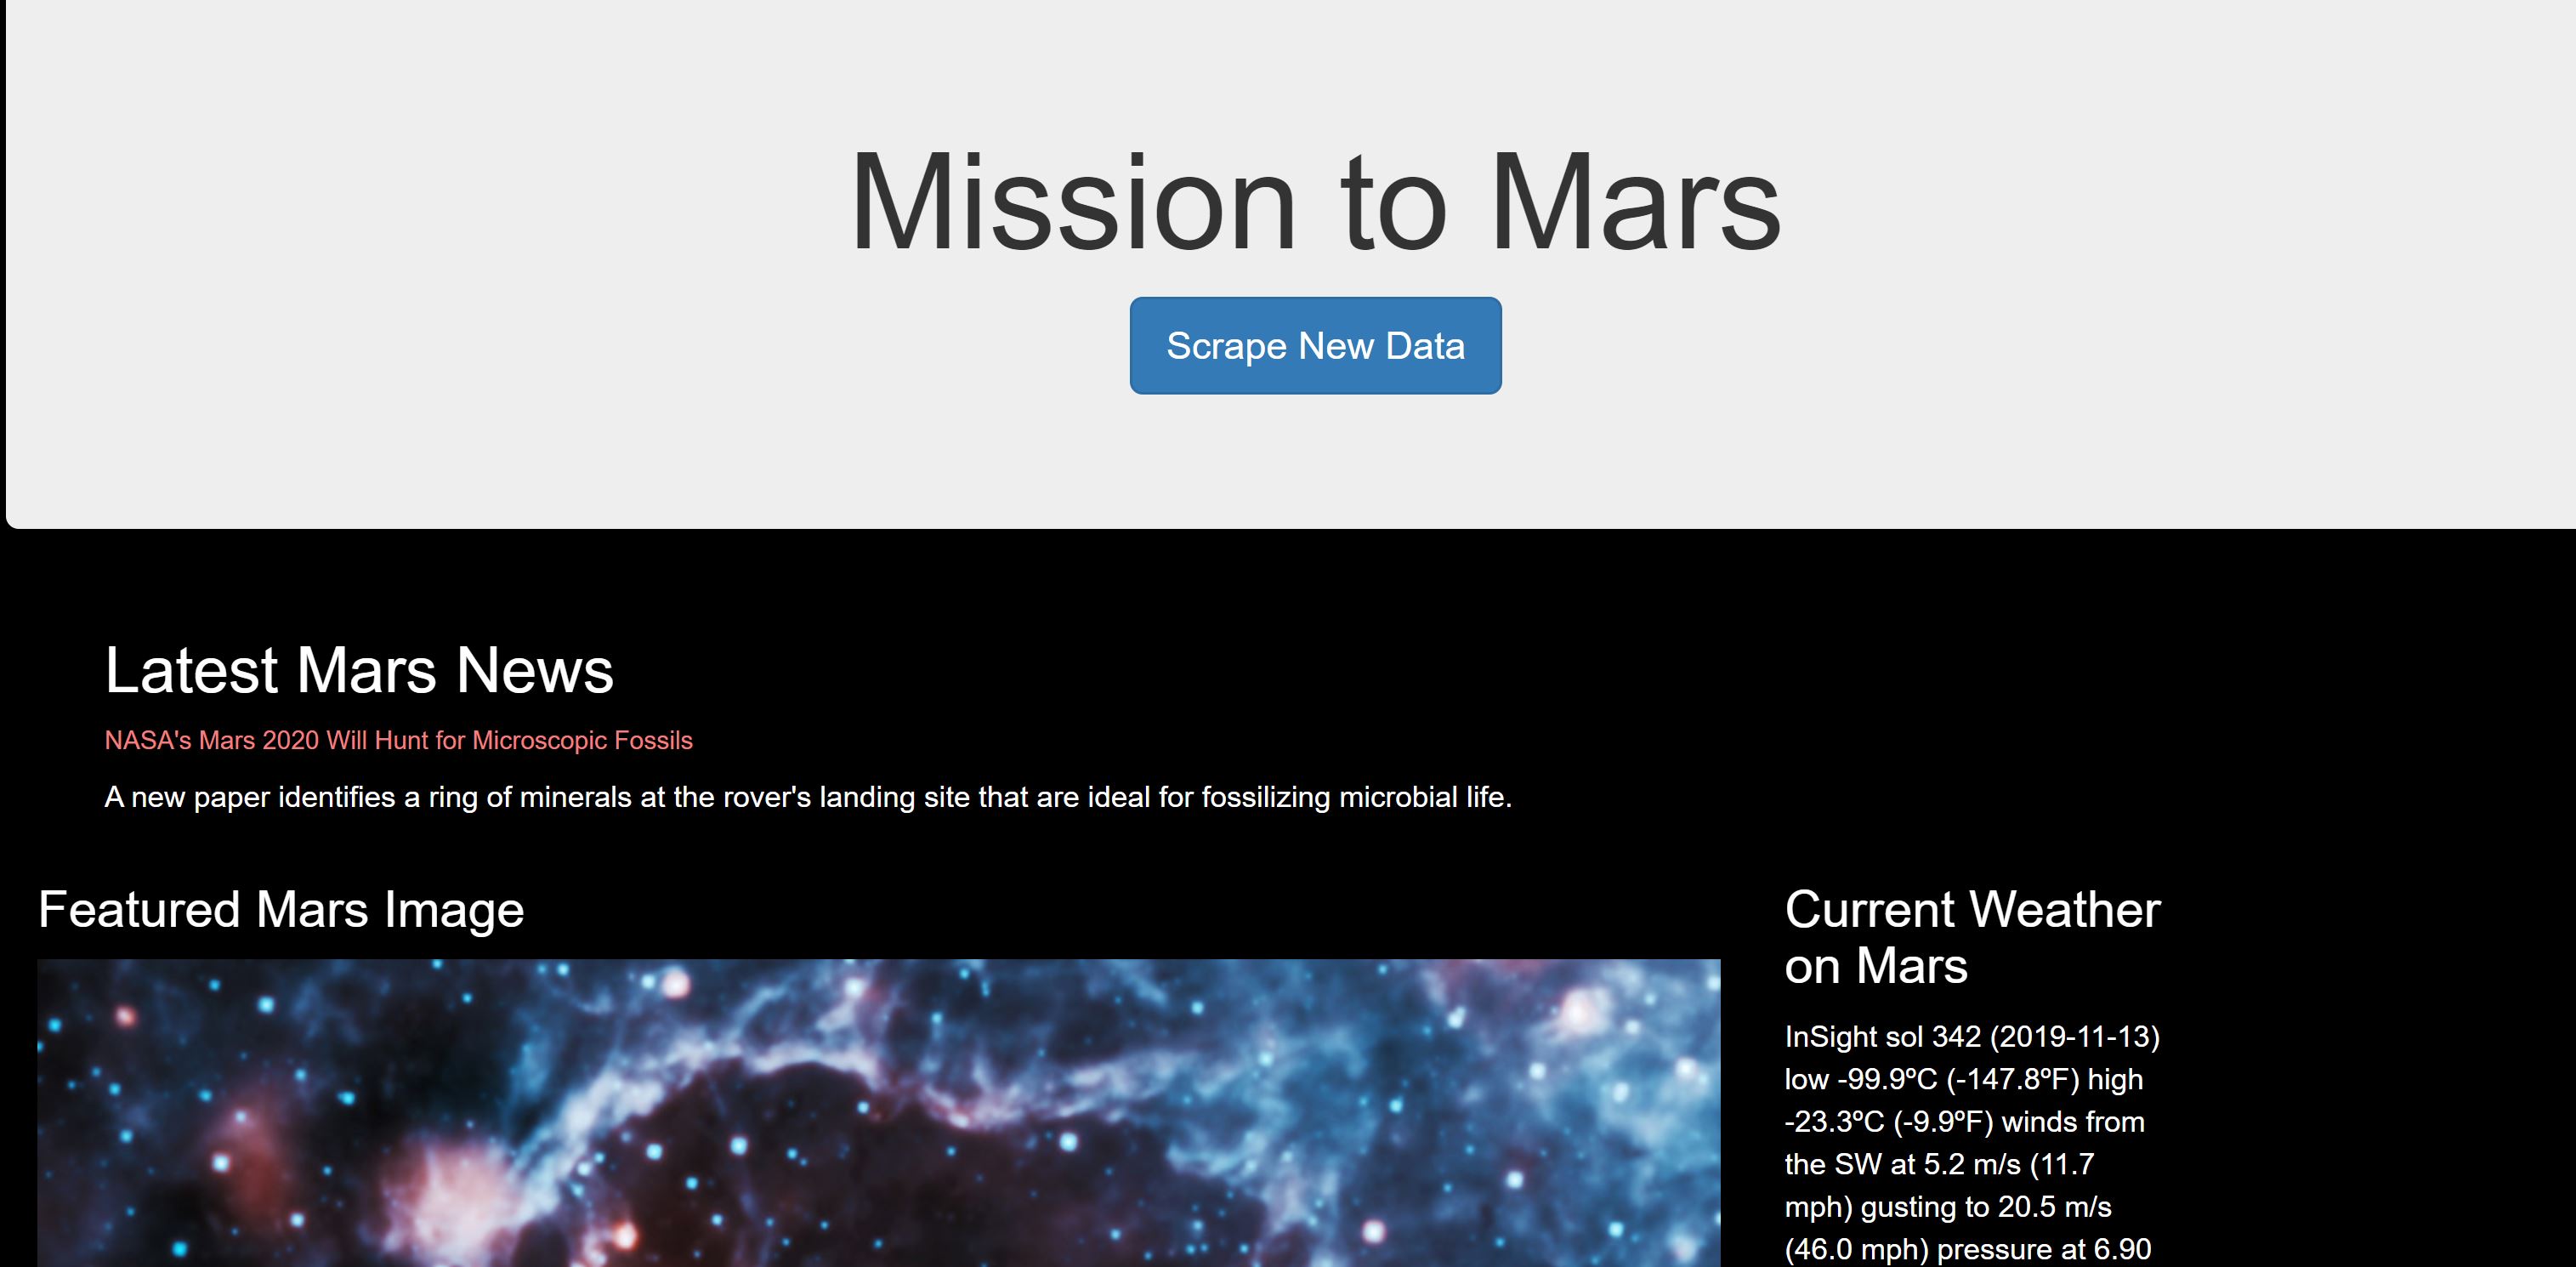 Mission to Mars
Scrape New Data
Latest Mars News
NASA's Mars 2020 Will Hunt for Microscopic Fossils
A new paper identifies a ring of minerals at the rover's landing site that are ideal for fossilizing microbial life.
Featured Mars Image
Current Weather
on Mars
InSight sol 342 (2019-11-13)
low -99.9ºC (-147.8ºF) high
-23.3ºC (-9.9ºF) winds from
the SW at 5.2 m/s (11.7
mph) gusting to 20.5 m/s
(46.0 mph) pressure at 6.90